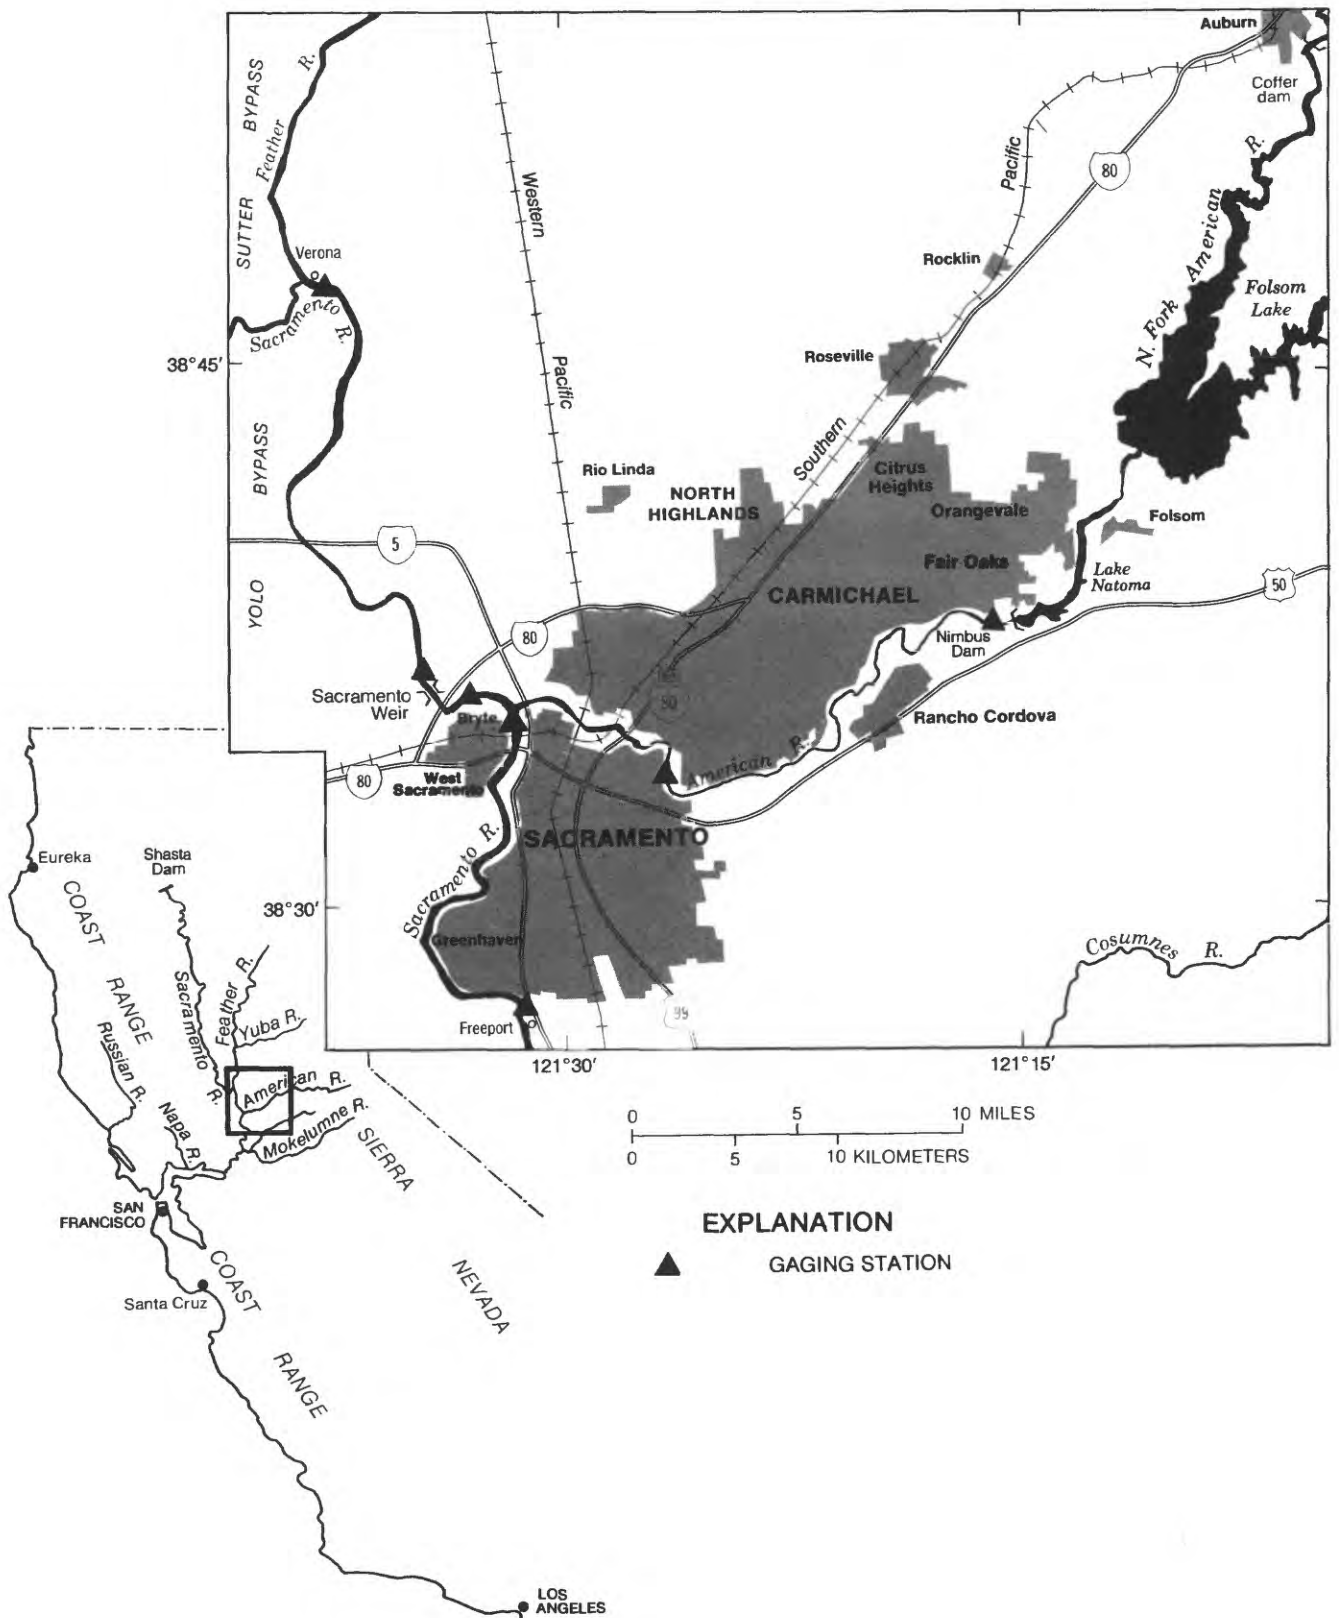 Auburn
Coffer
dam
SUTTER BYPASS
Feather R.
Western
Pacific
Pacific
80
N. Fork American R.
Verona
Sacramento R.
Rocklin
Folsom
Lake
38°45'
Roseville
Southern
YOLO BYPASS
Rio Linda
NORTH
HIGHLANDS
Citrus
Heights
Orangevale
Folsom
5
Fair Oaks
Lake
Natoma
50
CARMICHAEL
80
Nimbus
Dam
Sacramento
Weir
80
Bryte
Rancho Cordova
American R.
80
West
Sacramento
SACRAMENTO
Sacramento R.
38°30'
Greenhaven
Cosumnes R.
Freeport
99
121°30'
121°15'
Eureka
Shasta
Dam
COAST RANGE
Sacramento R.
Feather R.
Yuba R.
Russian R.
American R.
Napa R.
Mokelumne R.
SIERRA NEVADA
SAN
FRANCISCO
COAST RANGE
Santa Cruz
LOS
ANGELES
0 5 10 MILES
0 5 10 KILOMETERS
EXPLANATION
GAGING STATION